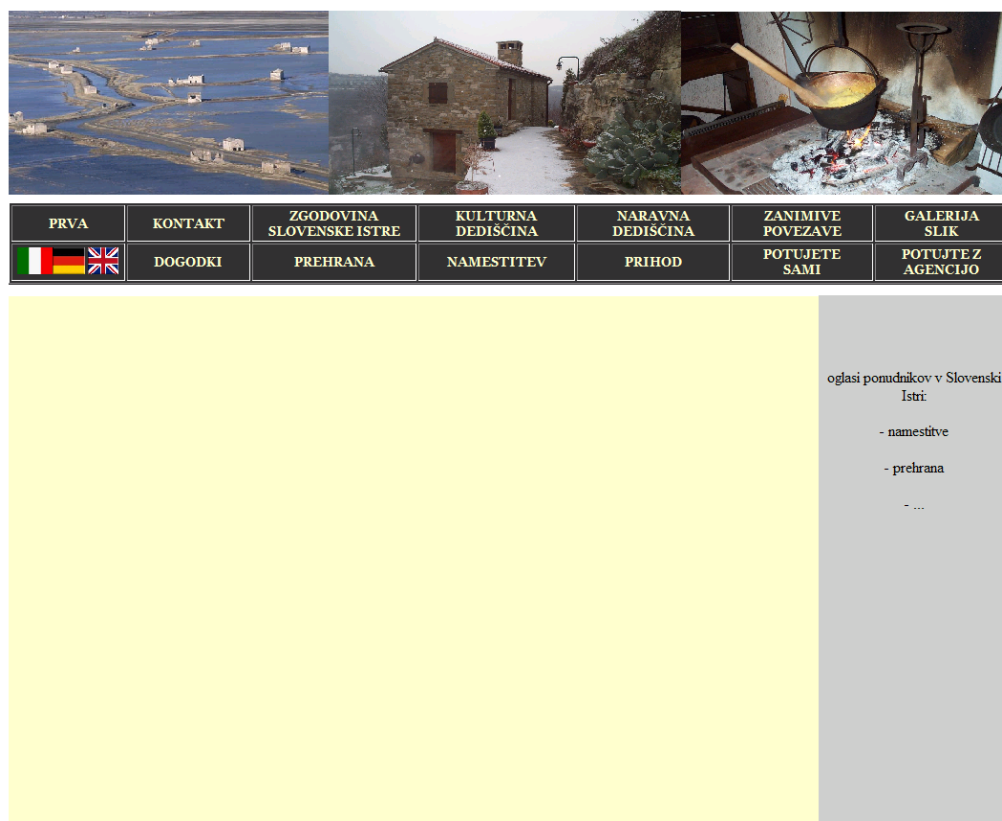 PRVA
KONTAKT
ZGODOVINA
SLOVENSKE ISTRE
KULTURNA
DEDIŠČINA
NARAVNA
DEDIŠČINA
ZANIMIVE
POVEZAVE
GALERIJA
SLIK
DOGODKI
PREHRANA
NAMESTITEV
PRIHOD
POTUJETE
SAMI
POTUJTE Z
AGENCIJO
oglasi ponudnikov v Slovenski
Istri:
- namestitve
- prehrana
- ...